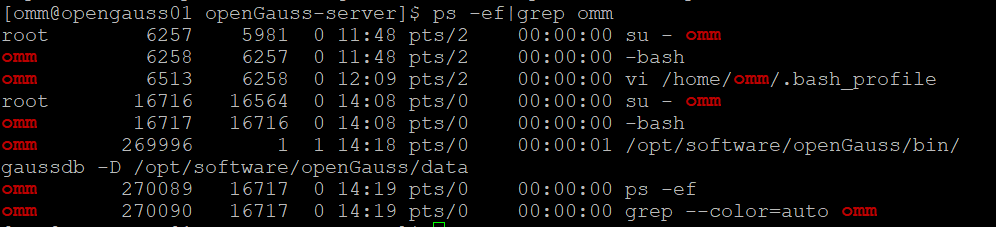 [omm@opengauss01 openGauss-server]$ ps -ef|grep omm
root 6257 5981 0 11:48 pts/2 00:00:00 su - omm
omm 6258 6257 0 11:48 pts/2 00:00:00 -bash
omm 6513 6258 0 12:09 pts/2 00:00:00 vi /home/omm/.bash_profile
root 16716 16564 0 14:08 pts/0 00:00:00 su - omm
omm 16717 16716 0 14:08 pts/0 00:00:00 -bash
omm 269996 1 1 14:18 pts/0 00:00:01 /opt/software/openGauss/bin/
gaussdb -D /opt/software/openGauss/data
omm 270089 16717 0 14:19 pts/0 00:00:00 ps -ef
omm 270090 16717 0 14:19 pts/0 00:00:00 grep --color=auto omm